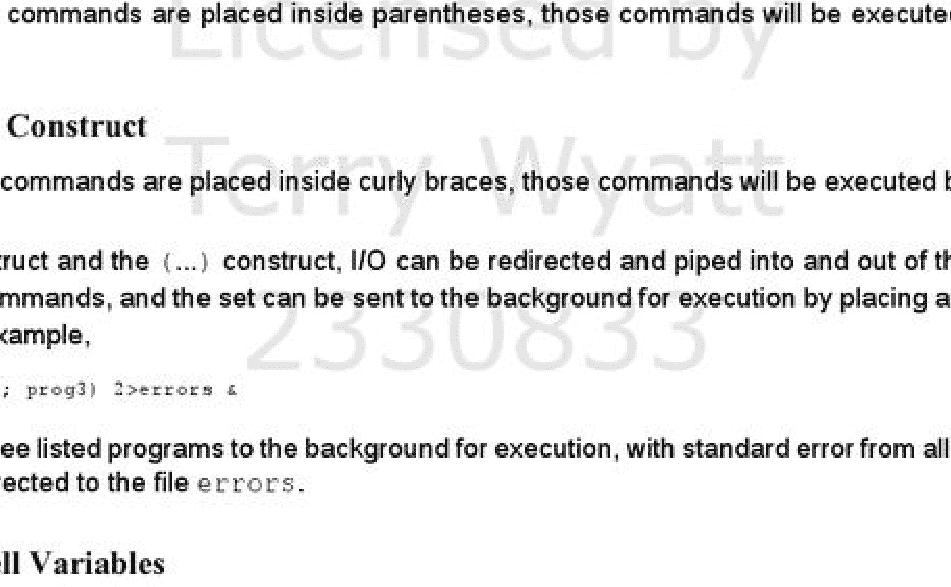 commands are placed inside parentheses, those commands will be executed
Licensed by
Construct
Terry Wyatt
commands are placed inside curly braces, those commands will be executed b
truct and the (...) construct, I/O can be redirected and piped into and out of th
mmands, and the set can be sent to the background for execution by placing a
xample,
2330833
; prog3) 2>errors &
ee listed programs to the background for execution, with standard error from all
ected to the file errors.
ell Variables